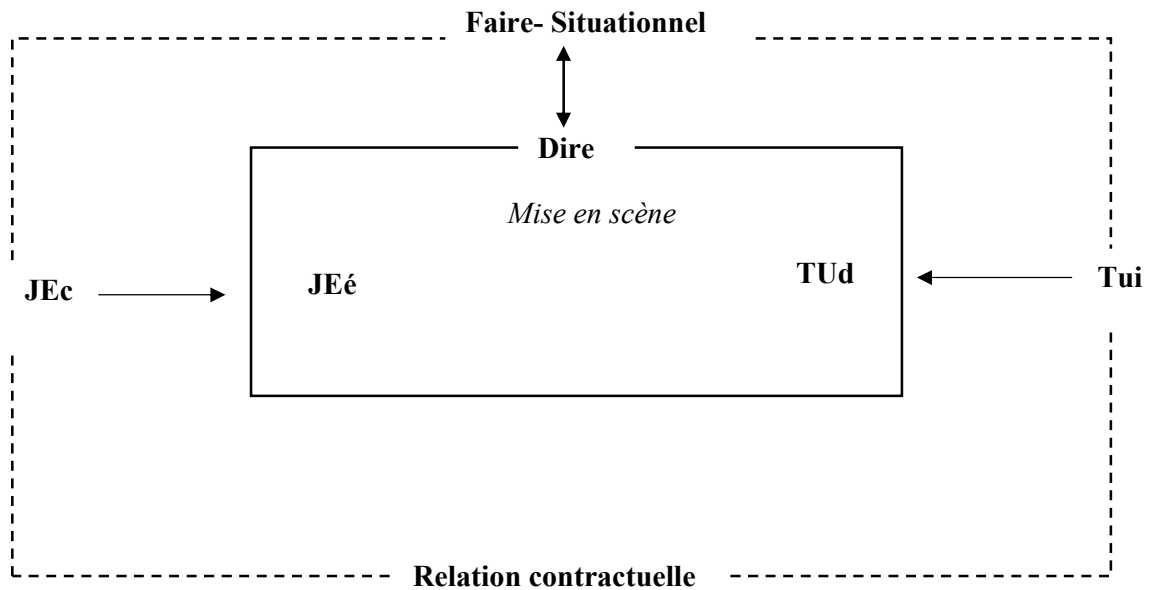 Faire- Situationnel
Dire
Mise en scène
JEc
JEé
TUd
Tui
Relation contractuelle